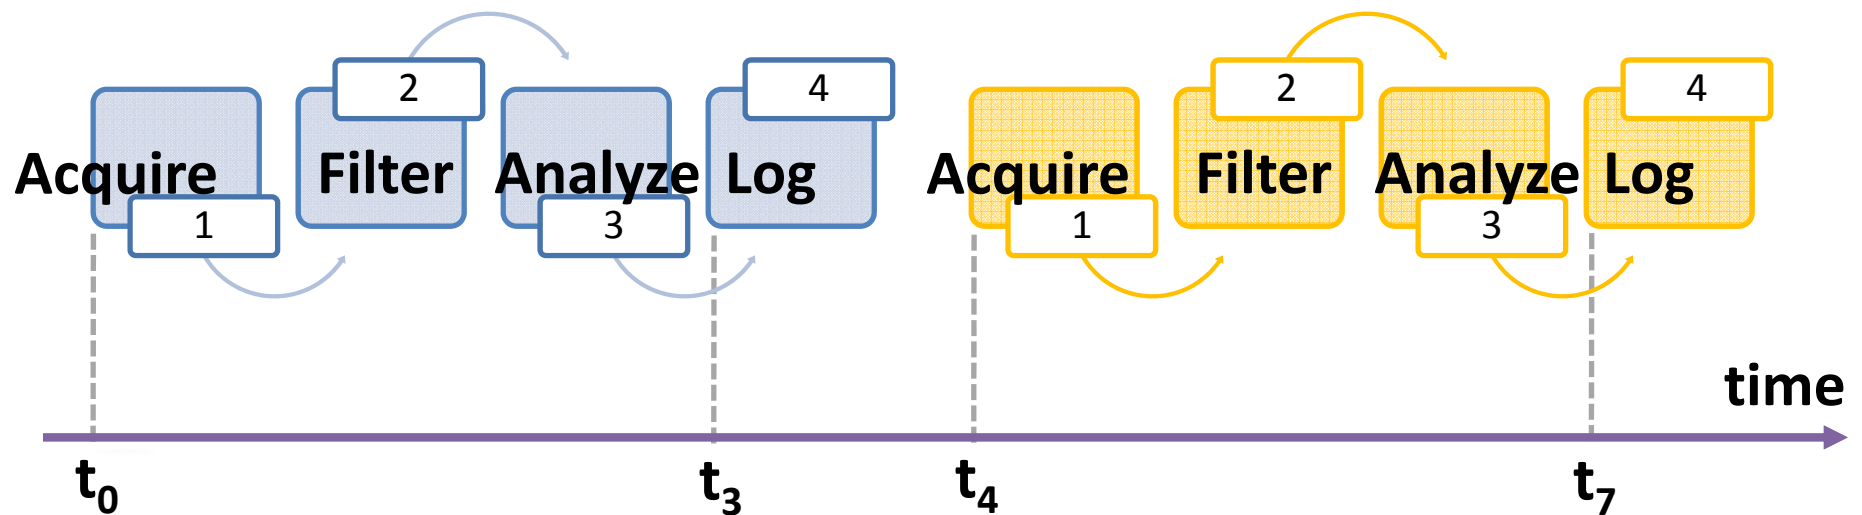 2 4 2 4
Acquire Filter Analyze Log Acquire Filter Analyze Log
1 3 1 3
time
t0 t3 t4 t7